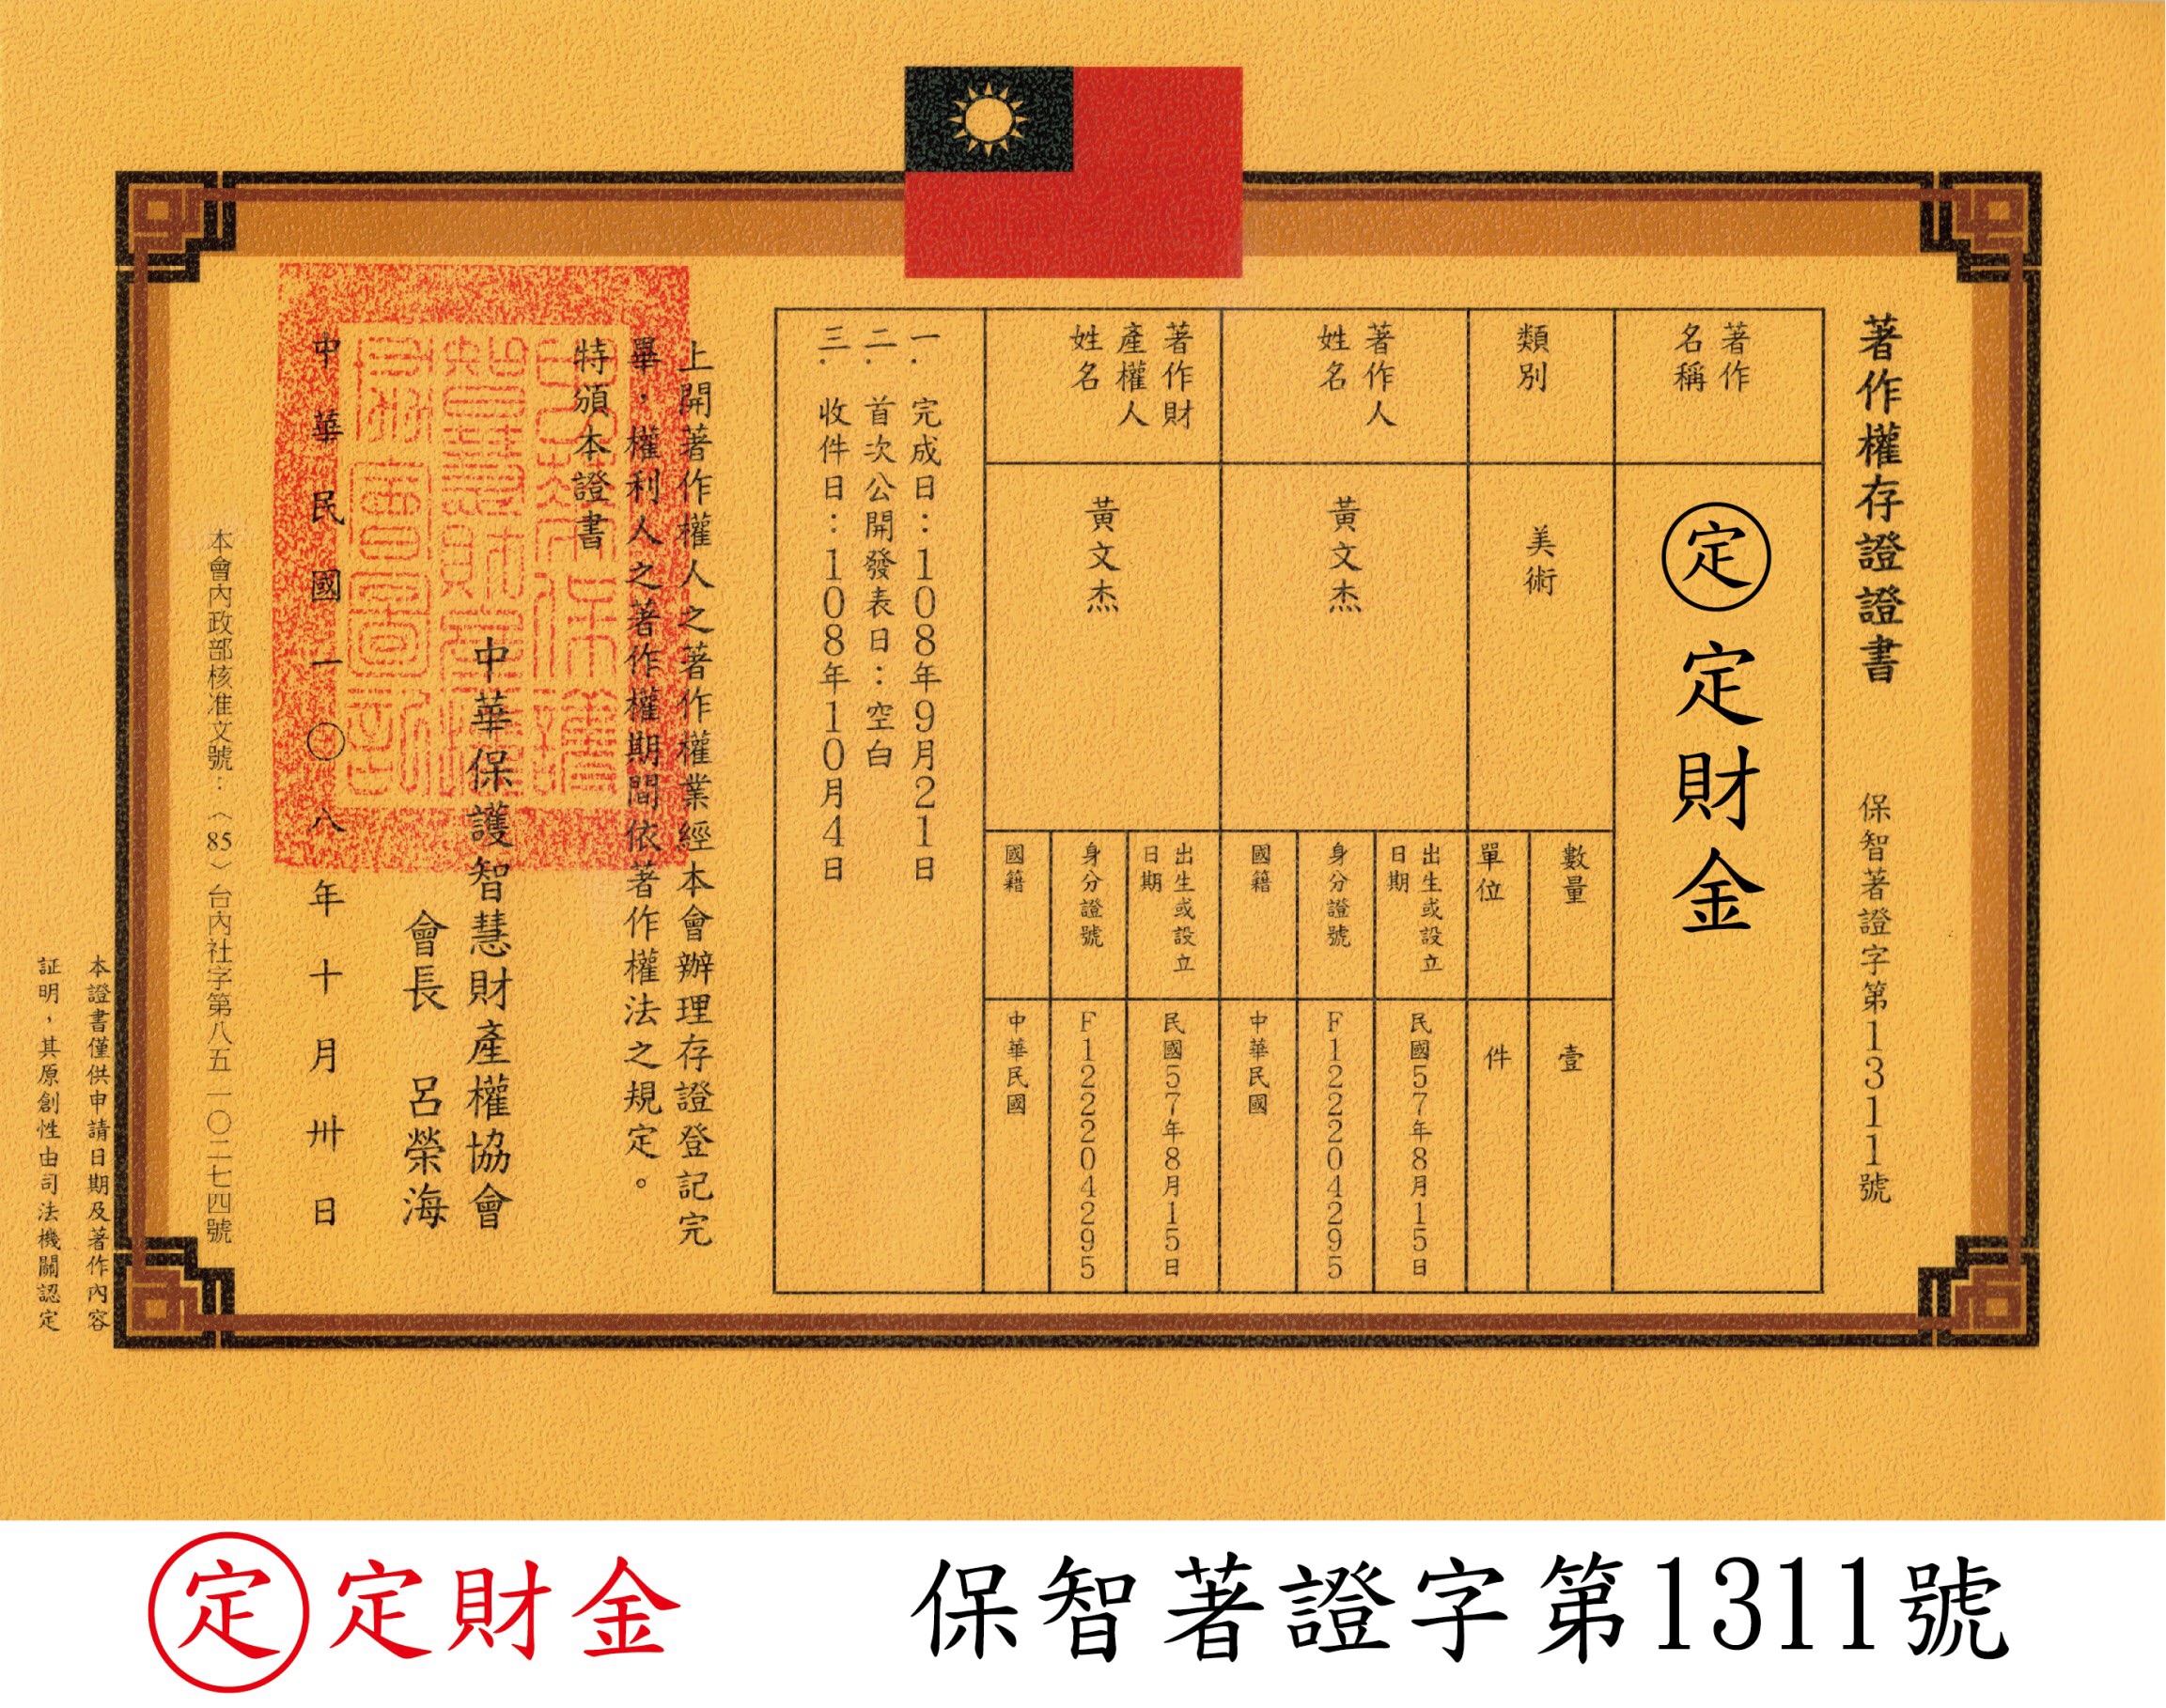 著作權存證證書
保智著證字第1311號
著作
名稱
定 定財金
類別
美術
數量
壹
單位
件
著作人
姓名
黃文杰
出生或設立
日期
民國57年8月15日
身分證號
F122204295
國籍
中華民國
著作財
產權人
姓名
黃文杰
出生或設立
日期
民國57年8月15日
身分證號
F122204295
國籍
中華民國
一．完成日：108年9月21日
二．首次公開發表日：空白
三．收件日：108年10月4日
上開著作權人之著作權業經本會辦理存證登記完
畢．權利人之著作權期間依著作權法之規定。
特頒本證書
中華保護智慧財產權協會
會長 呂榮海
中華民國一〇八年十月卅日
本會內政部核准文號：〈85〉台內社字第八五一〇二七四號
本證書僅供申請日期及著作內容
証明，其原創性由司法機關認定
定 定財金 保智著證字第1311號